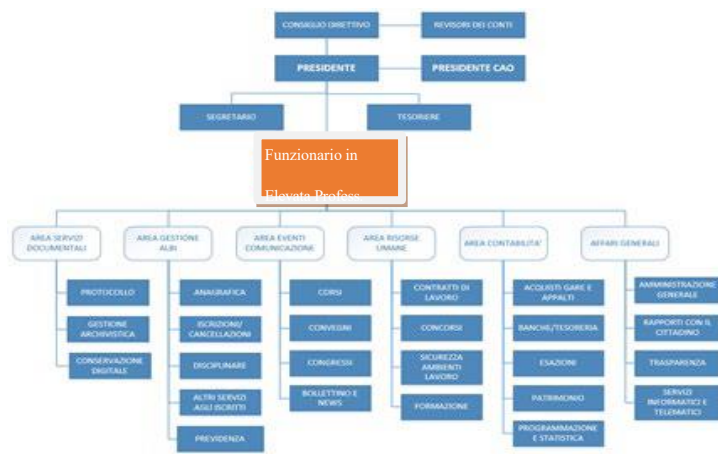 CONSIGLIO DIRETTIVO
REVISORI DEI CONTI
PRESIDENTE
PRESIDENTE CAO
SEGRETARIO
TESORIERE
Funzionario in
Elevata Profess
AREA SERVIZI
DOCUMENTALI
AREA GESTIONE
ALBI
AREA EVENTI
COMUNICAZIONE
AREA RISORSE
UMANE
AREA CONTABILITA'
AFFARI GENERALI
PROTOCOLLO
GESTIONE
ARCHIVISTICA
CONSERVAZIONE
DIGITALE
ANAGRAFICA
ISCRIZIONI/
CANCELLAZIONI
DISCIPLINARE
ALTRI SERVIZI
AGLI ISCRITTI
PREVIDENZA
CORSI
CONVEGNI
CONGRESSI
BOLLETTINO E
NEWS
CONTRATTI DI
LAVORO
CONCORSI
SICUREZZA
AMBIENTI
LAVORO
FORMAZIONE
ACQUISTI GARE E
APPALTI
BANCHE/TESORERIA
ESAZIONI
PATRIMONIO
PROGRAMMAZIONE
E STATISTICA
AMMINISTRAZIONE
GENERALE
RAPPORTI CON IL
CITTADINO
TRASPARENZA
SERVIZI
INFORMATICI E
TELEMATICI